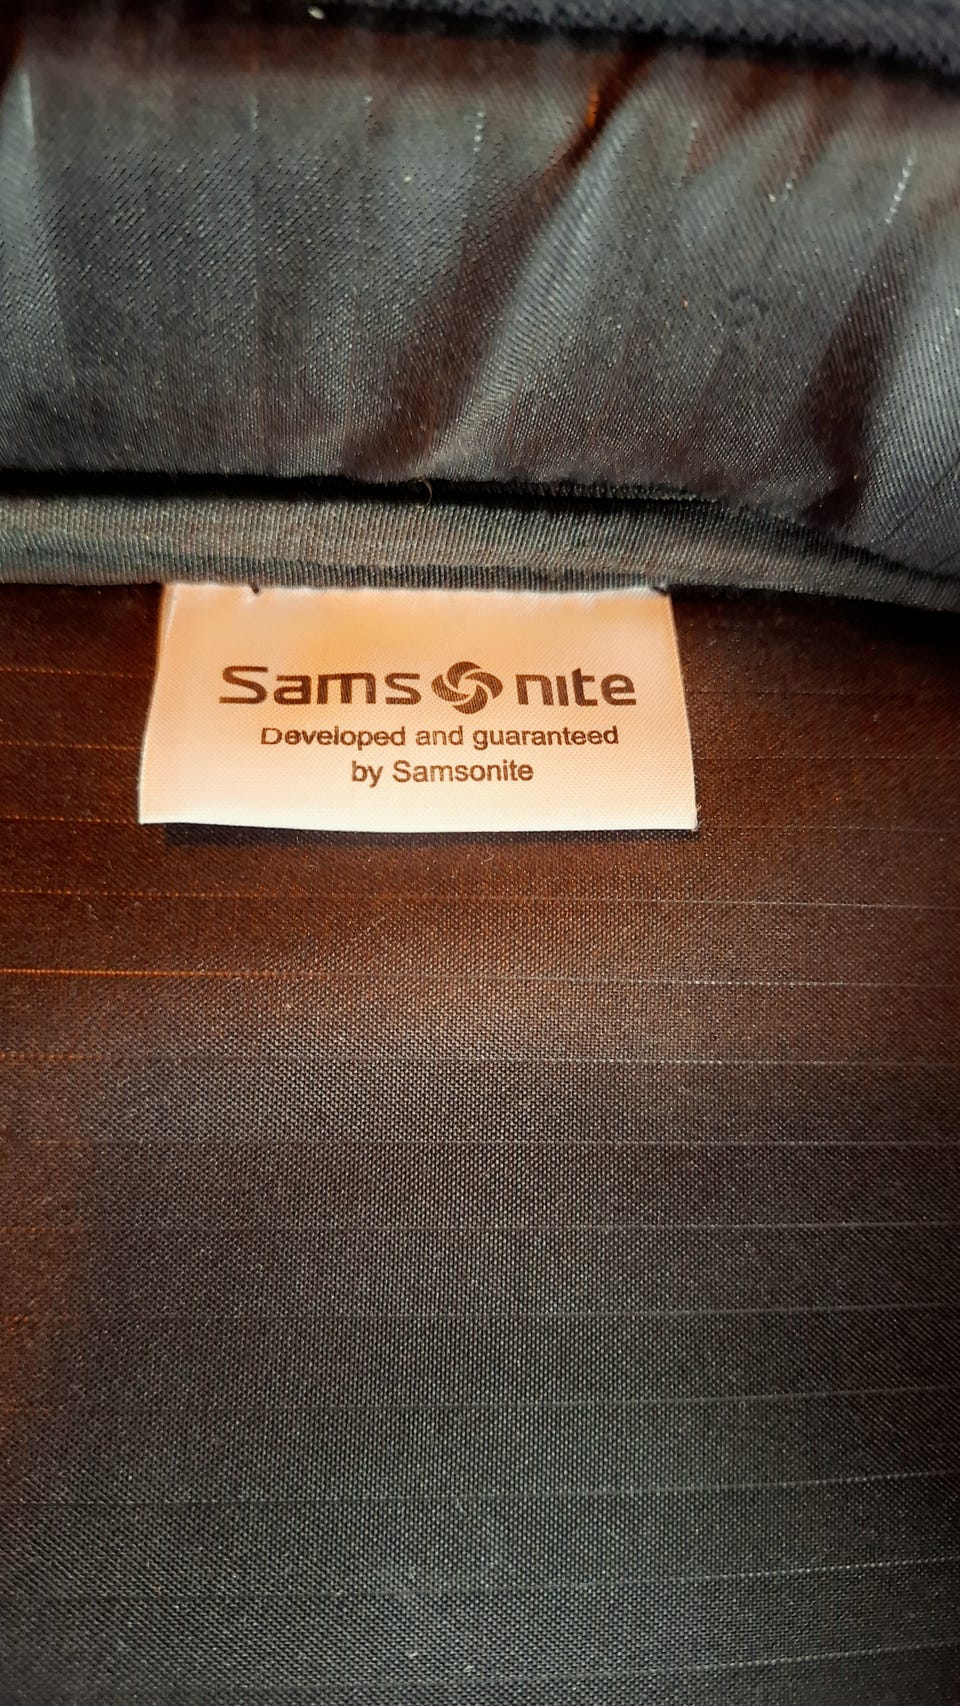 Samsonite
Developed and guaranteed
by Samsonite